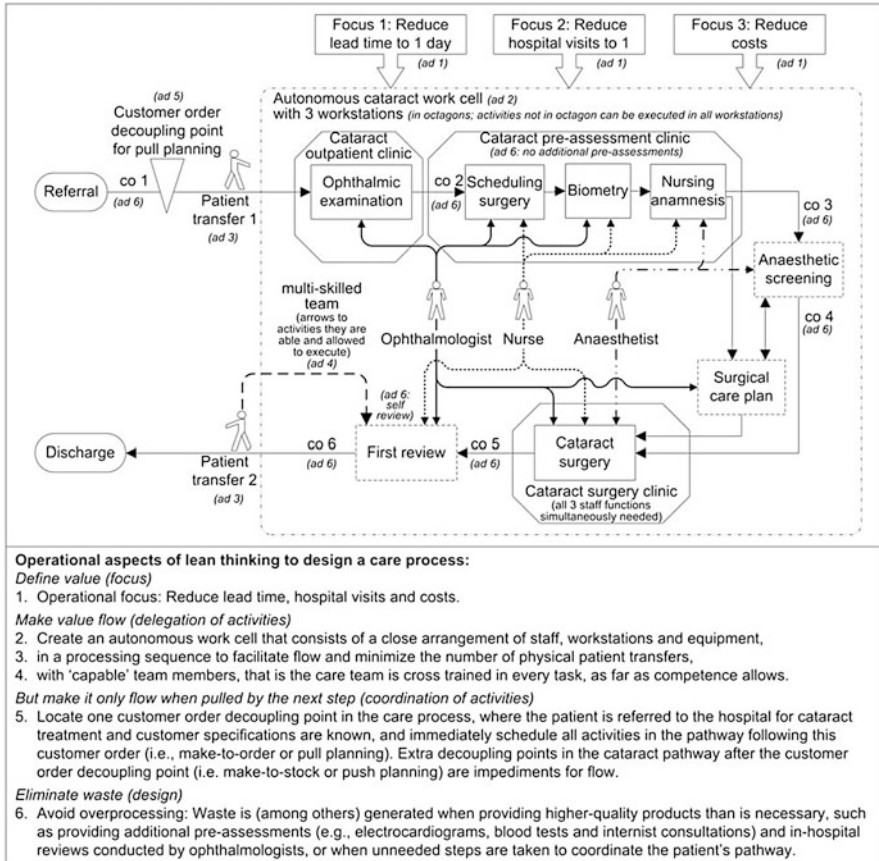 Focus 1: Reduce
lead time to 1 day
(ad 1)
Focus 2: Reduce
hospital visits to 1
(ad 1)
Focus 3: Reduce
costs
(ad 1)
(ad 5)
Customer order
decoupling point
for pull planning
Autonomous cataract work cell (ad 2)
with 3 workstations (in octagons; activities not in octagon can be executed in all workstations)
Cataract
outpatient clinic
Cataract pre-assessment clinic
(ad 6: no additional pre-assessments)
Referral
co 1
(ad 6)
Patient
transfer 1
(ad 3)
Ophthalmic
examination
co 2
(ad 6)
Scheduling
surgery
Biometry
Nursing
anamnesis
co 3
(ad 6)
Anaesthetic
screening
co 4
(ad 6)
multi-skilled
team
(arrows to
activities they are
able and allowed
to execute)
(ad 4)
Ophthalmologist
Nurse
Anaesthetist
Surgical
care plan
(ad 6:
self
review)
Discharge
Patient
transfer 2
(ad 3)
co 6
(ad 6)
First review
co 5
(ad 6)
Cataract
surgery
Cataract surgery clinic
(all 3 staff functions
simultaneously needed)
Operational aspects of lean thinking to design a care process:
Define value (focus)
1. Operational focus: Reduce lead time, hospital visits and costs.
Make value flow (delegation of activities)
2. Create an autonomous work cell that consists of a close arrangement of staff, workstations and equipment,
3. in a processing sequence to facilitate flow and minimize the number of physical patient transfers,
4. with 'capable' team members, that is the care team is cross trained in every task, as far as competence allows.
But make it only flow when pulled by the next step (coordination of activities)
5. Locate one customer order decoupling point in the care process, where the patient is referred to the hospital for cataract
treatment and customer specifications are known, and immediately schedule all activities in the pathway following this
customer order (i.e., make-to-order or pull planning). Extra decoupling points in the cataract pathway after the customer
order decoupling point (i.e. make-to-stock or push planning) are impediments for flow.
Eliminate waste (design)
6. Avoid overprocessing: Waste is (among others) generated when providing higher-quality products than is necessary, such
as providing additional pre-assessments (e.g., electrocardiograms, blood tests and internist consultations) and in-hospital
reviews conducted by ophthalmologists, or when unneeded steps are taken to coordinate the patient's pathway.